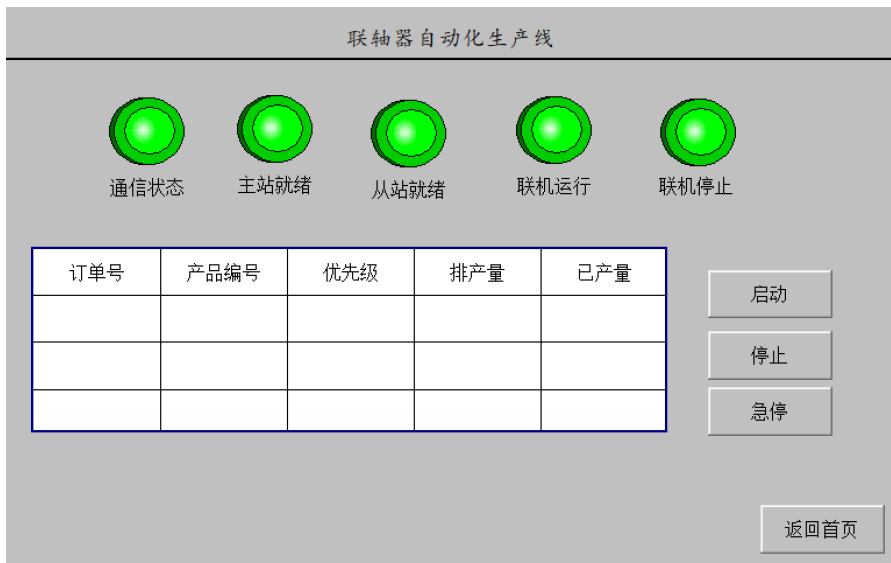 联轴器自动化生产线
通信状态 主站就绪 从站就绪 联机运行 联机停止
订单号 产品编号 优先级 排产量 已产量
启动
停止
急停
返回首页